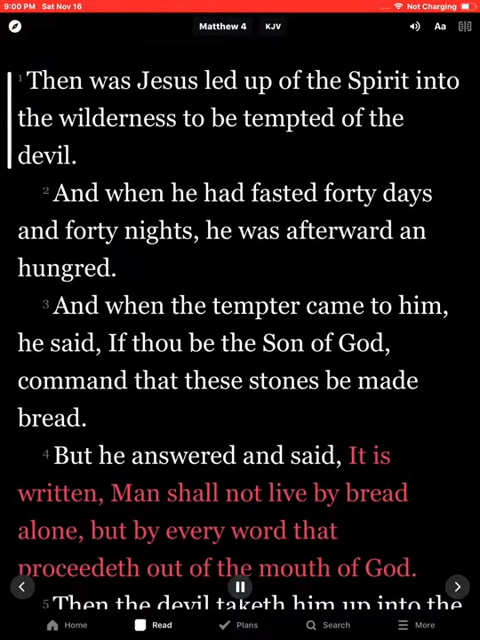 9:00 PM Sat Nov 16 Not Charging
Matthew 4 KJV Aa
1 Then was Jesus led up of the Spirit into
the wilderness to be tempted of the
devil.
2 And when he had fasted forty days
and forty nights, he was afterward an
hungred.
3 And when the tempter came to him,
he said, If thou be the Son of God,
command that these stones be made
bread.
4 But he answered and said, It is
written, Man shall not live by bread
alone, but by every word that
proceedeth out of the mouth of God.
5 Then the devil taketh him up into the
Home Read Plans Search More